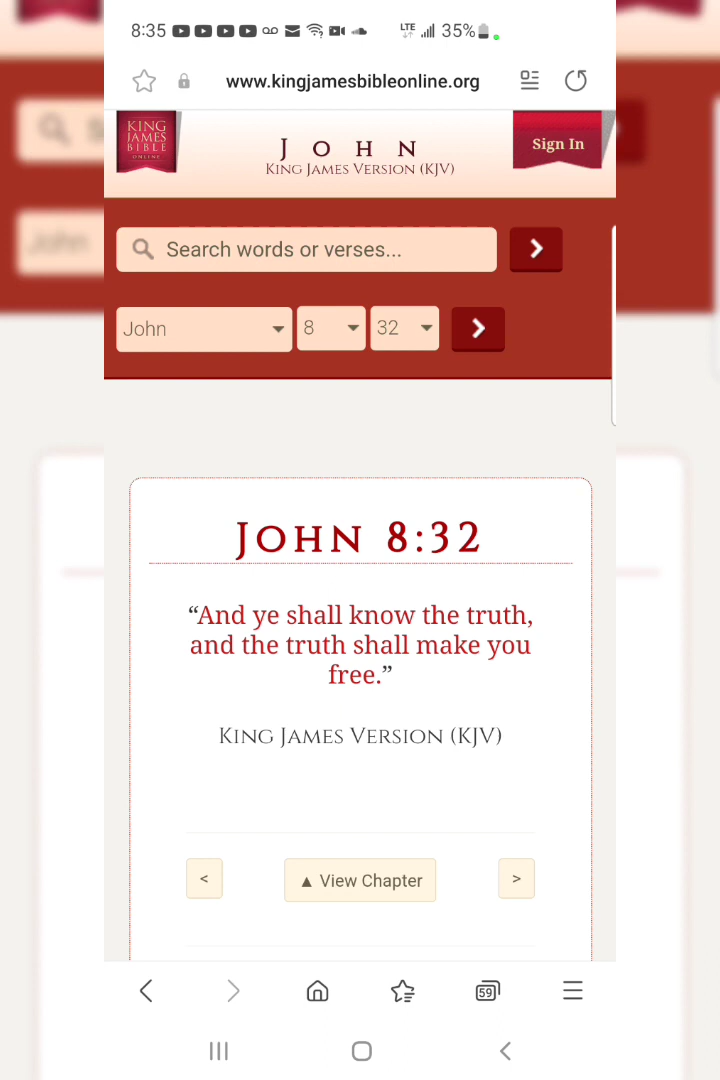 8:35 LTE 35%
www.kingjamesbibleonline.org
KING
JAMES
BIBLE
ONLINE
JOHN
KING JAMES VERSION (KJV)
Sign In
Search words or verses...
John 8 32
JOHN 8:32
“And ye shall know the truth,
and the truth shall make you
free.”
KING JAMES VERSION (KJV)
< ▲ View Chapter >
59